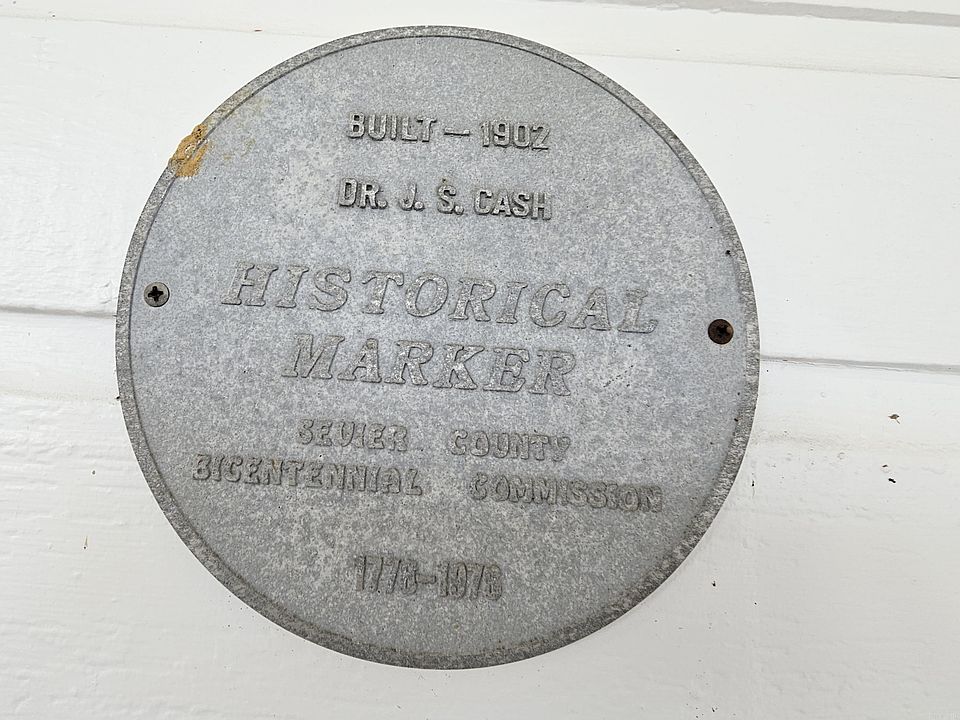 BUILT — 1902
DR. J. S. CASH
HISTORICAL
MARKER
SEVIER COUNTY
BICENTENNIAL COMMISSION
1776-1976